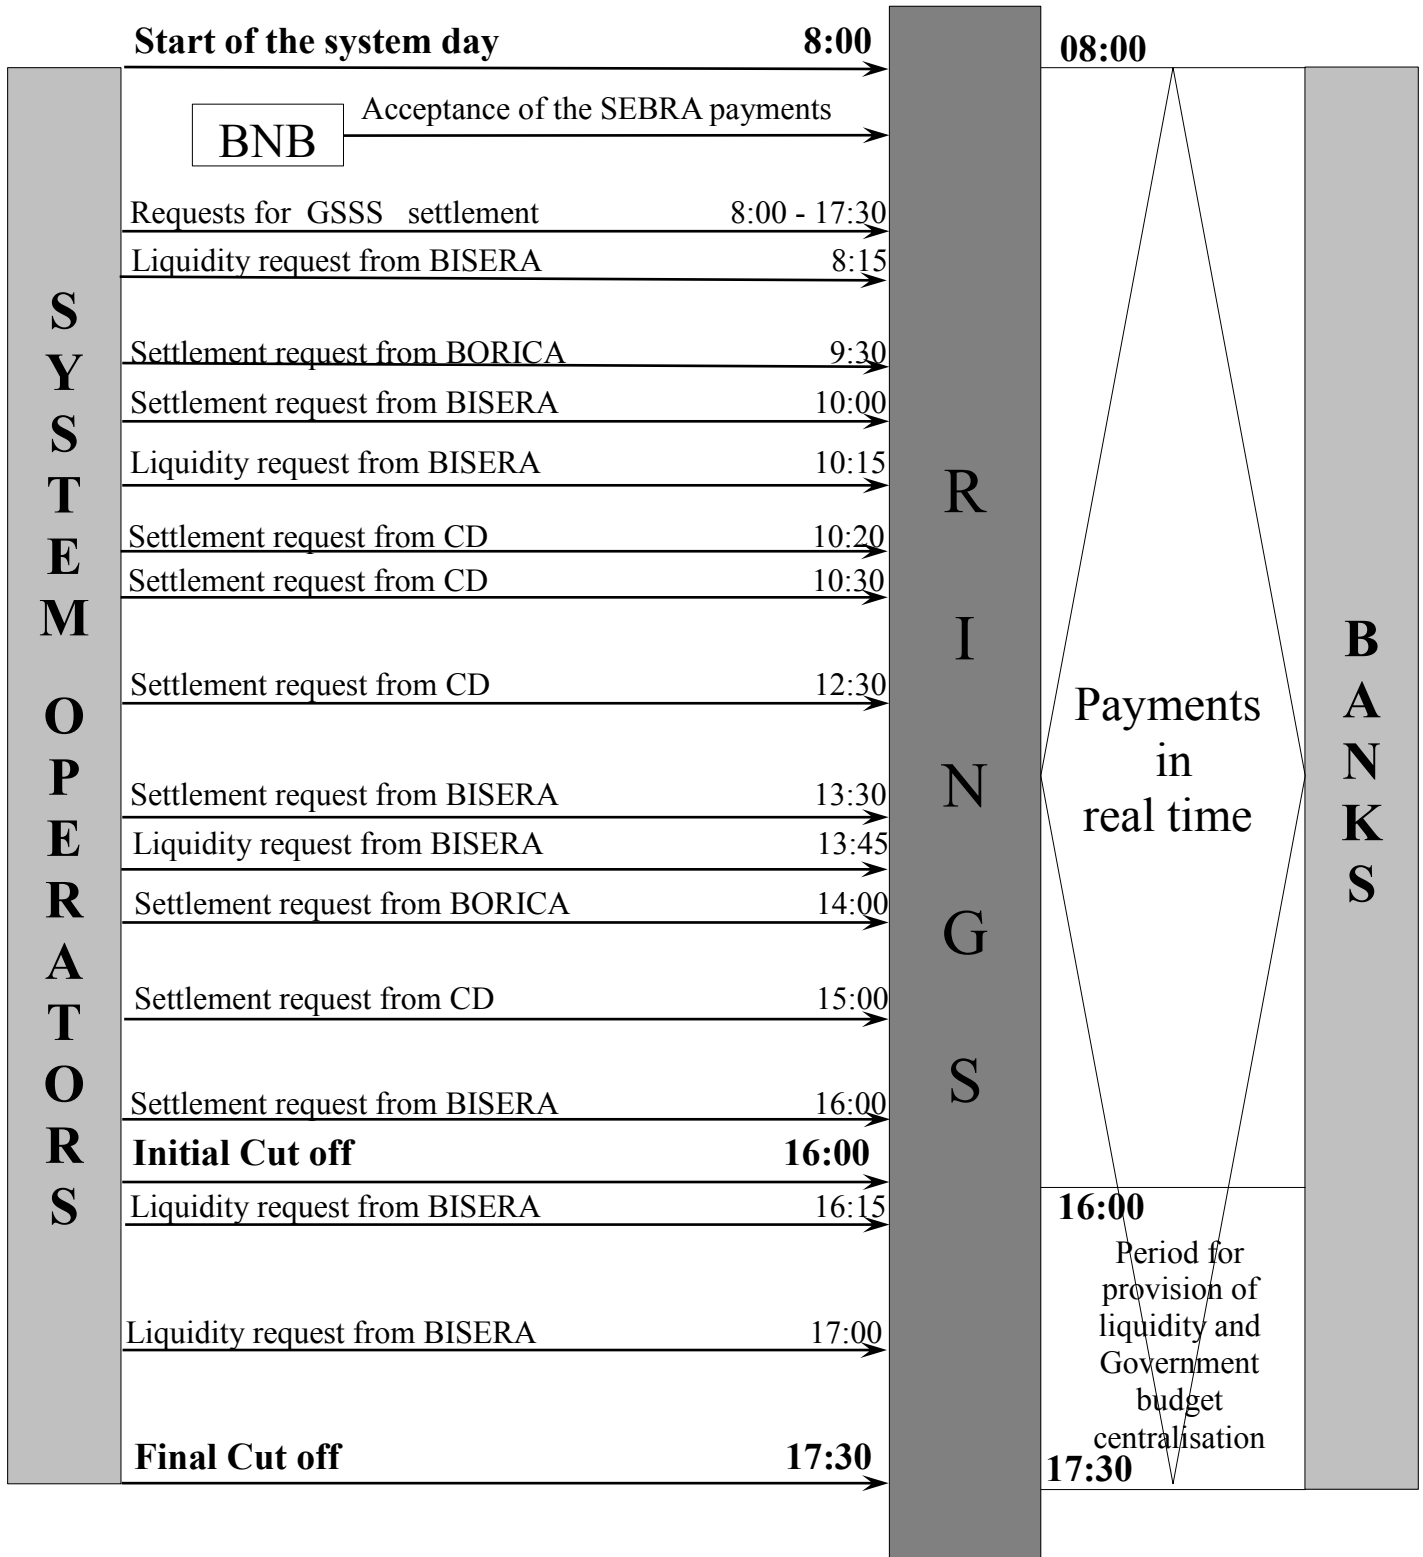 Start of the system day 8:00
08:00
Acceptance of the SEBRA payments
BNB
Requests for GSSS settlement 8:00 - 17:30
Liquidity request from BISERA 8:15
Settlement request from BORICA 9:30
Settlement request from BISERA 10:00
Liquidity request from BISERA 10:15
Settlement request from CD 10:20
Settlement request from CD 10:30
Settlement request from CD 12:30
Settlement request from BISERA 13:30
Liquidity request from BISERA 13:45
Settlement request from BORICA 14:00
Settlement request from CD 15:00
Settlement request from BISERA 16:00
Initial Cut off 16:00
Liquidity request from BISERA 16:15
Liquidity request from BISERA 17:00
Final Cut off 17:30
SYSTEM OPERATORS
RINGS
Payments
in
real time
16:00
Period for
provision of
liquidity and
Government
budget
centralisation
17:30
BANKS